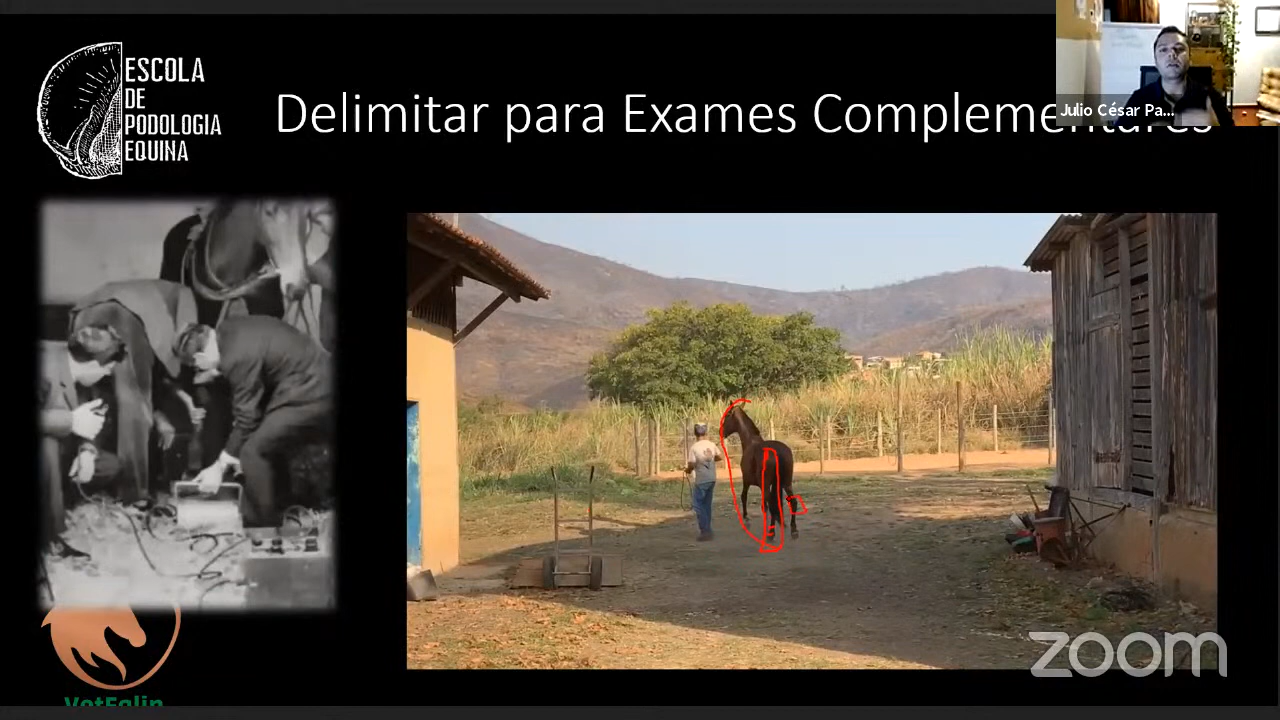 ESCOLA
DE
PODOLOGIA
EQUINA
Delimitar para Exames Complementares
Julio César Pa...
zoom